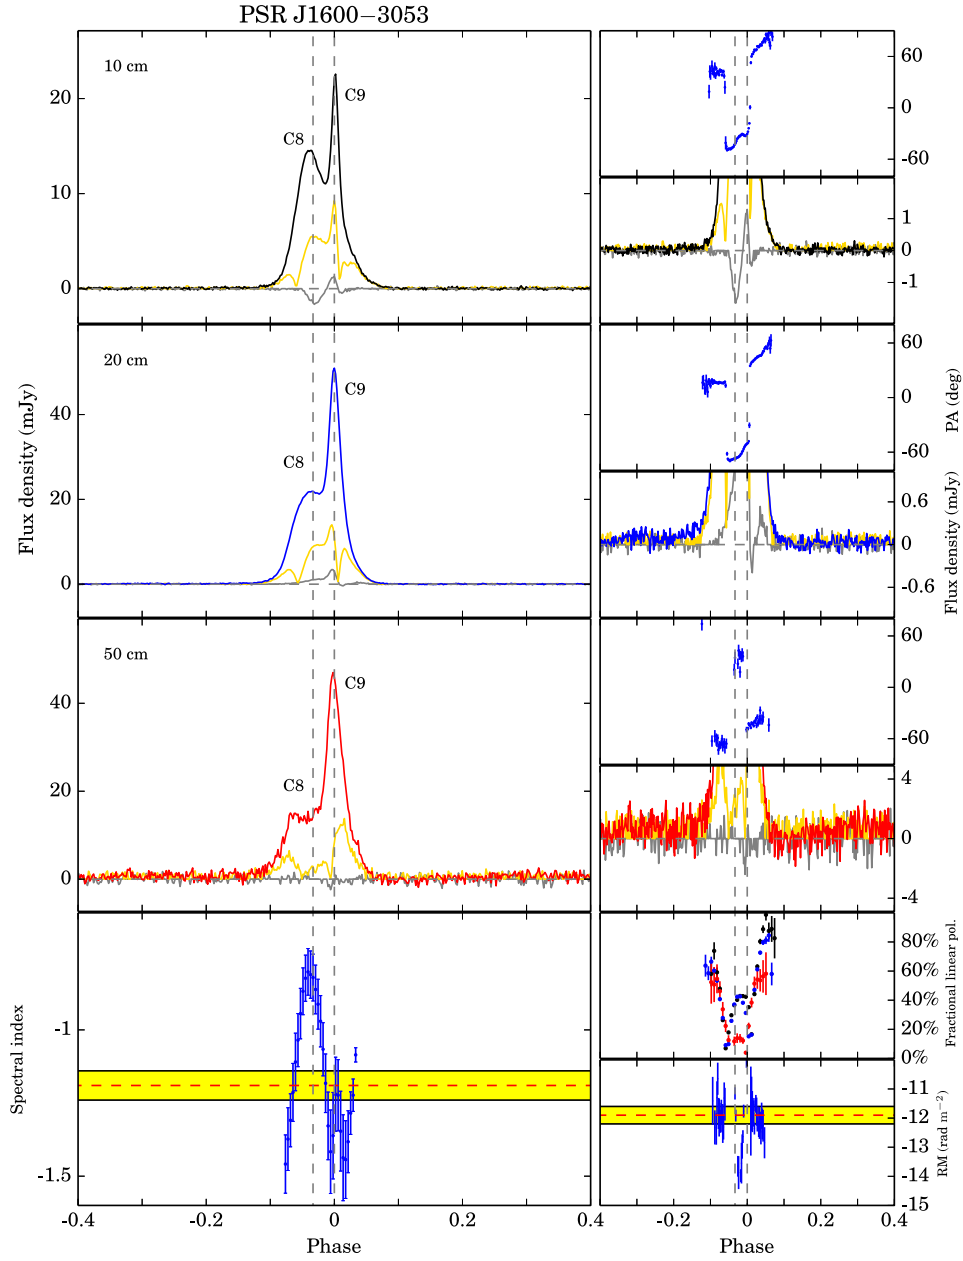 PSR J1600−3053
10 cm
C8
C9
20
10
0
60
0
-60
1
0
-1
20 cm
C8
C9
40
20
0
60
0
-60
0.6
0
-0.6
50 cm
C8
C9
40
20
0
60
0
-60
4
0
-4
Flux density (mJy)
PA (deg)
Flux density (mJy)
Spectral index
-1
-1.5
80%
60%
40%
20%
0%
Fractional linear pol.
-11
-12
-13
-14
-15
RM (rad m⁻²)
-0.4
-0.2
0
0.2
0.4
Phase
-0.2
0
0.2
0.4
Phase